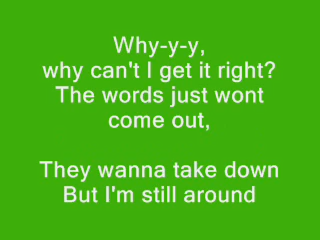 Why-y-y,
why can't I get it right?
The words just wont
come out,
They wanna take down
But I'm still around